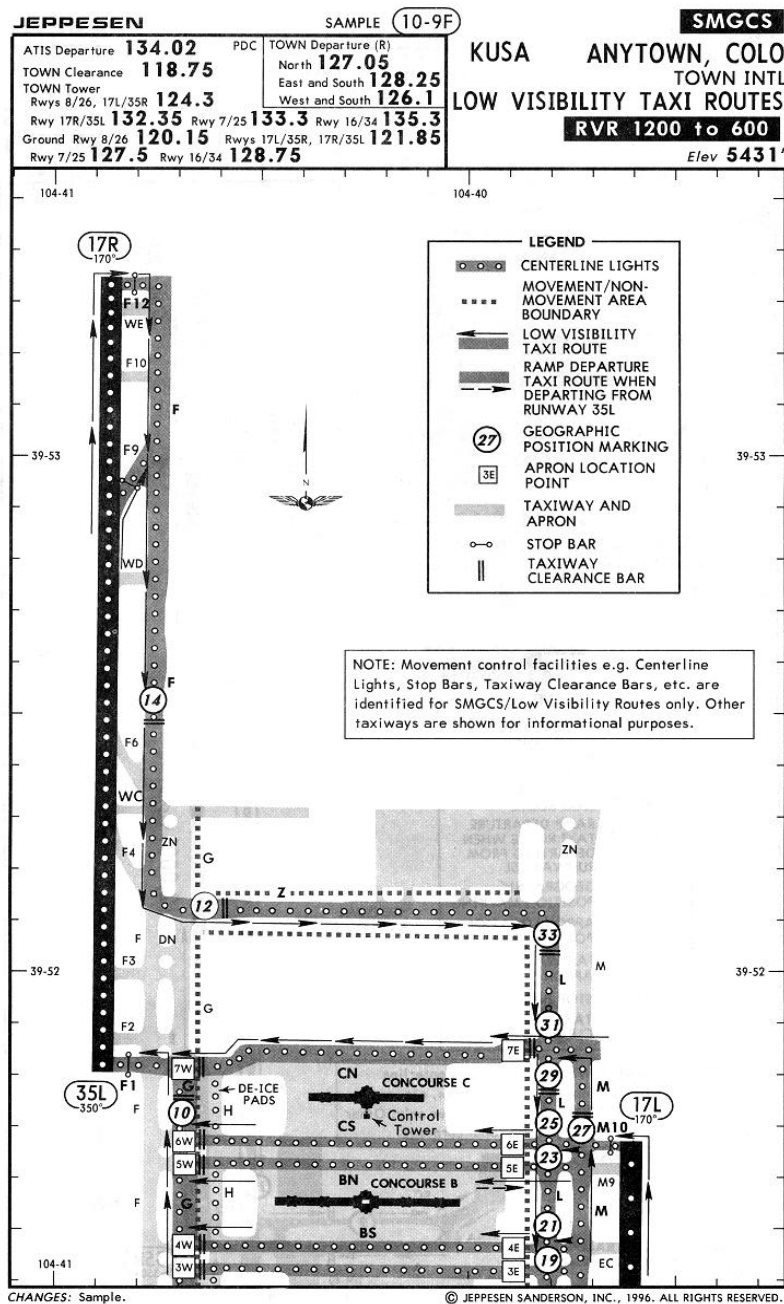 JEPPESEN
SAMPLE 10-9F
SMGCS
ATIS Departure 134.02 PDC
TOWN Clearance 118.75
TOWN Tower
Rwys 8/26, 17L/35R 124.3
TOWN Departure (R)
North 127.05
East and South 128.25
West and South 126.1
Rwy 17R/35L 132.35 Rwy 7/25 133.3 Rwy 16/34 135.3
Ground Rwy 8/26 120.15 Rwys 17L/35R, 17R/35L 121.85
Rwy 7/25 127.5 Rwy 16/34 128.75
KUSA ANYTOWN, COLO
TOWN INTL
LOW VISIBILITY TAXI ROUTES
RVR 1200 to 600
Elev 5431'
104-41
104-40
17R
170°
F12
WE
F10
F
F9
39-53
39-53
N
WD
LEGEND
CENTERLINE LIGHTS
MOVEMENT/NON-
MOVEMENT AREA
BOUNDARY
LOW VISIBILITY
TAXI ROUTE
RAMP DEPARTURE
TAXI ROUTE WHEN
DEPARTING FROM
RUNWAY 35L
27
GEOGRAPHIC
POSITION MARKING
3E
APRON LOCATION
POINT
TAXIWAY AND
APRON
STOP BAR
TAXIWAY
CLEARANCE BAR
NOTE: Movement control facilities e.g. Centerline
Lights, Stop Bars, Taxiway Clearance Bars, etc. are
identified for SMGCS/Low Visibility Routes only. Other
taxiways are shown for informational purposes.
F
14
F6
WC
F4
ZN
G
ZN
Z
12
33
F
DN
F3
39-52
L
M
39-52
G
31
F2
7E
7W
CN
29
35L
350°
F1
G
DE-ICE
PADS
CONCOURSE C
M
17L
170°
F
10
H
CS
Control
Tower
L
25
27
M10
6W
6E
23
5W
5E
BN
CONCOURSE B
M9
F
G
H
L
M
BS
21
4W
4E
EC
3W
3E
19
104-41
CHANGES: Sample.
© JEPPESEN SANDERSON, INC., 1996. ALL RIGHTS RESERVED.